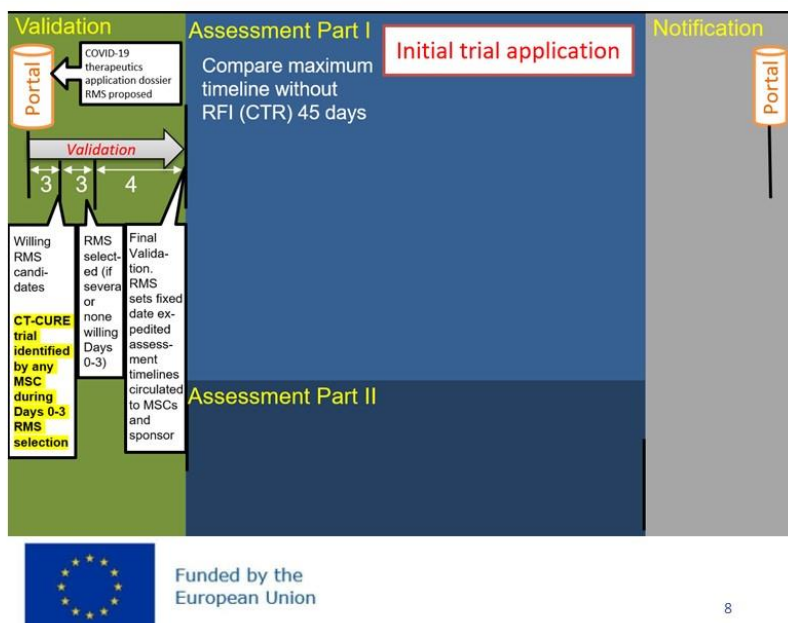 Validation
Portal
COVID-19
therapeutics
application dossier
RMS proposed
Validation
3 3 4
Willing
RMS
candi-
dates
CT-CURE
trial
identified
by any
MSC
during
Days 0-3
RMS
selection
RMS
select-
ed (if
severa
or
none
willing
Days
0-3)
Final
Valida-
tion.
RMS
sets fixed
date ex-
pedited
assess-
ment
timelines
circulated
to MSCs
and
sponsor
Assessment Part I
Compare maximum
timeline without
RFI (CTR) 45 days
Initial trial application
Assessment Part II
Notification
Portal
Funded by the
European Union
8